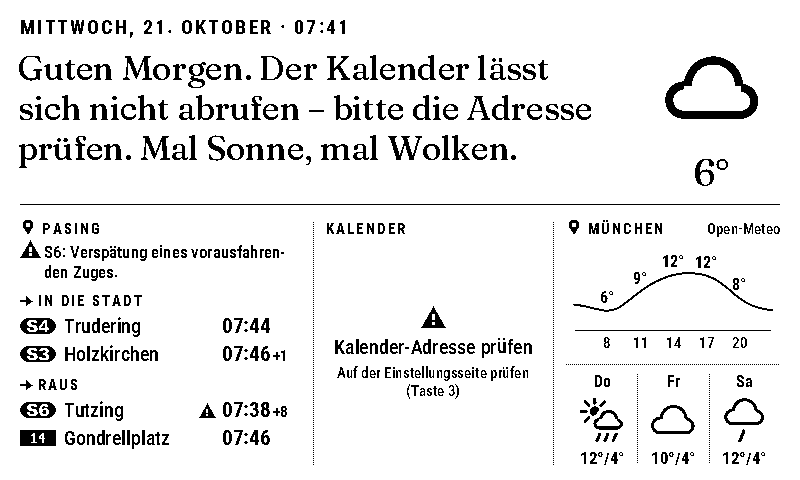 MITTWOCH, 21. OKTOBER · 07:41
Guten Morgen. Der Kalender lässt
sich nicht abrufen – bitte die Adresse
prüfen. Mal Sonne, mal Wolken.
6°
PASING
S6: Verspätung eines vorausfahren-
den Zuges.
→ IN DIE STADT
S4 Trudering 07:44
S3 Holzkirchen 07:46 +1
→ RAUS
S6 Tutzing 07:38 +8
14 Gondrellplatz 07:46
KALENDER
Kalender-Adresse prüfen
Auf der Einstellungsseite prüfen
(Taste 3)
MÜNCHEN Open-Meteo
6° 9° 12° 12° 8°
8 11 14 17 20
Do Fr Sa
12°/4° 10°/4° 12°/4°